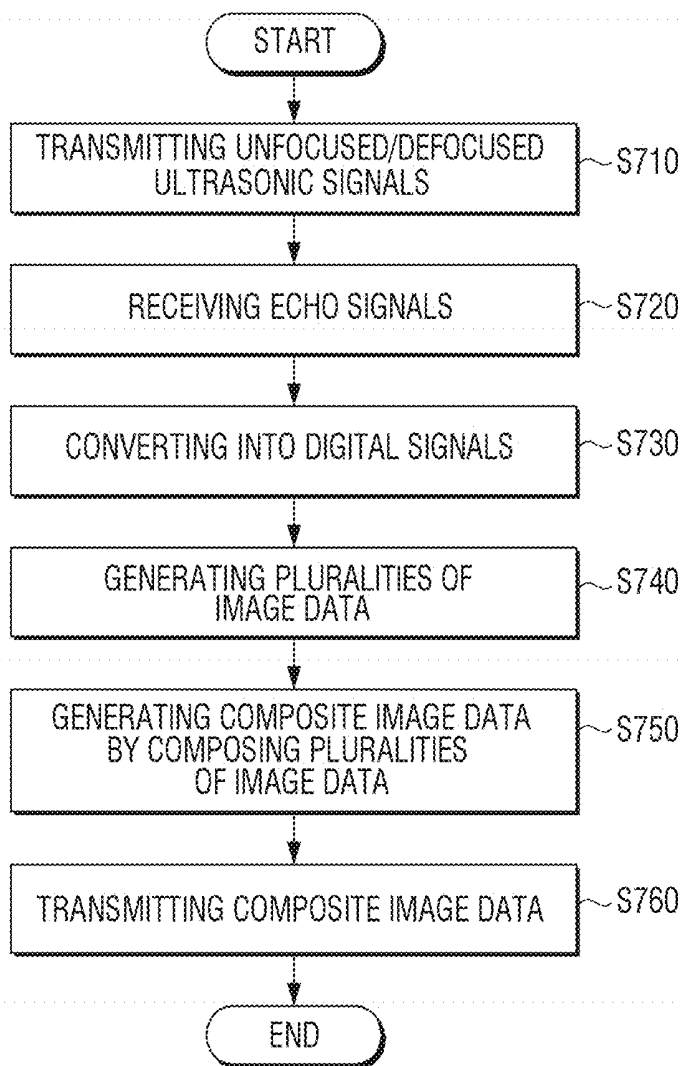 START
TRANSMITTING UNFOCUSED/DEFOCUSED
ULTRASONIC SIGNALS
S710
RECEIVING ECHO SIGNALS
S720
CONVERTING INTO DIGITAL SIGNALS
S730
GENERATING PLURALITIES OF
IMAGE DATA
S740
GENERATING COMPOSITE IMAGE DATA
BY COMPOSING PLURALITIES
OF IMAGE DATA
S750
TRANSMITTING COMPOSITE IMAGE DATA
S760
END